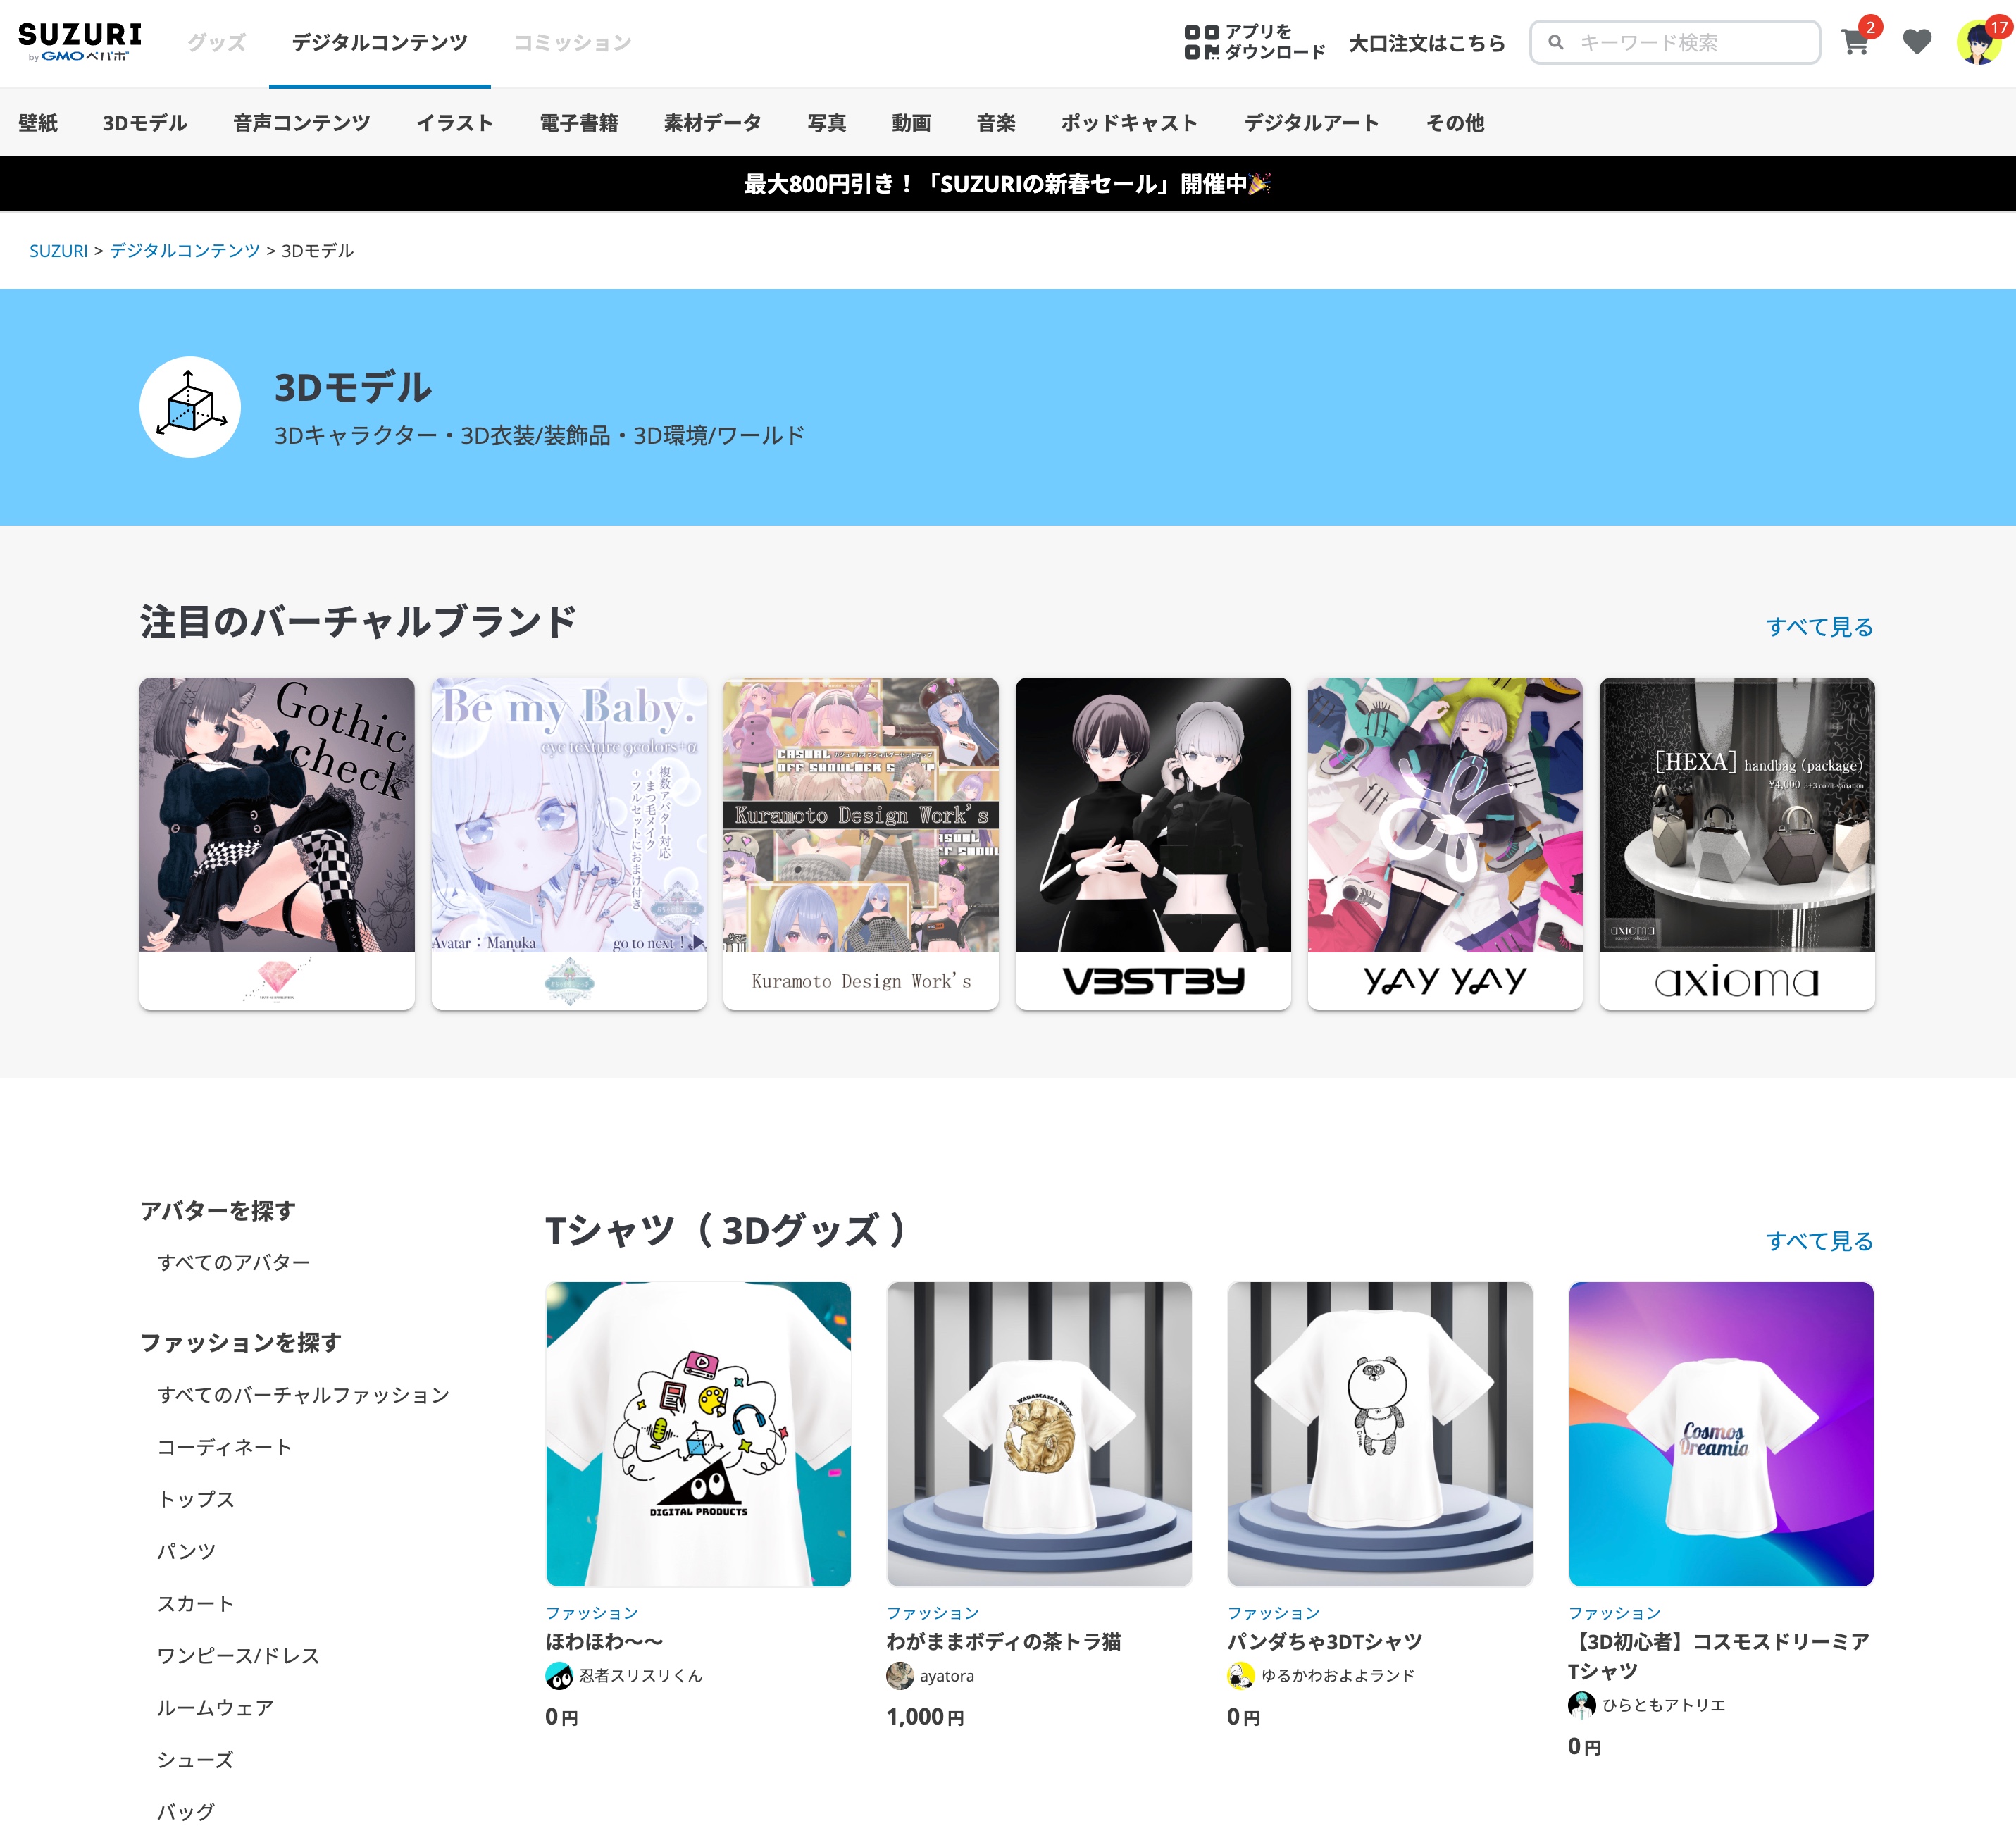 SUZURI
by GMOペパボ
グッズ
デジタルコンテンツ
コミッション
アプリを
ダウンロード
大口注文はこちら
キーワード検索
2
17
壁紙
3Dモデル
音声コンテンツ
イラスト
電子書籍
素材データ
写真
動画
音楽
ポッドキャスト
デジタルアート
その他
最大800円引き！「SUZURIの新春セール」開催中🎉
SUZURI > デジタルコンテンツ > 3Dモデル
3Dモデル
3Dキャラクター・3D衣装/装飾品・3D環境/ワールド
注目のバーチャルブランド
すべて見る
Gothic
check
Be my Baby.
eye texture 9colors+α
複数アバター対応
+まつ毛メイク
+フルセットにおまけ付き
Avatar：Manuka
go to next！
CASUAL
OFF SHOULDER
Kuramoto Design Work's
Kuramoto Design Work's
V3ST3Y
YAY YAY
[HEXA] handbag (package)
¥4,000 3+3 color variation
axioma
axioma
アバターを探す
すべてのアバター
ファッションを探す
すべてのバーチャルファッション
コーディネート
トップス
パンツ
スカート
ワンピース/ドレス
ルームウェア
シューズ
バッグ
Tシャツ（ 3Dグッズ ）
すべて見る
DIGITAL PRODUCTS
ファッション
ほわほわ〜〜
忍者スリスリくん
0 円
WAGAMAMA BODY
ファッション
わがままボディの茶トラ猫
ayatora
1,000 円
ファッション
パンダちゃ3DTシャツ
ゆるかわおよよランド
0 円
Cosmos
Dreamia
ファッション
【3D初心者】コスモスドリーミア
Tシャツ
ひらともアトリエ
0 円